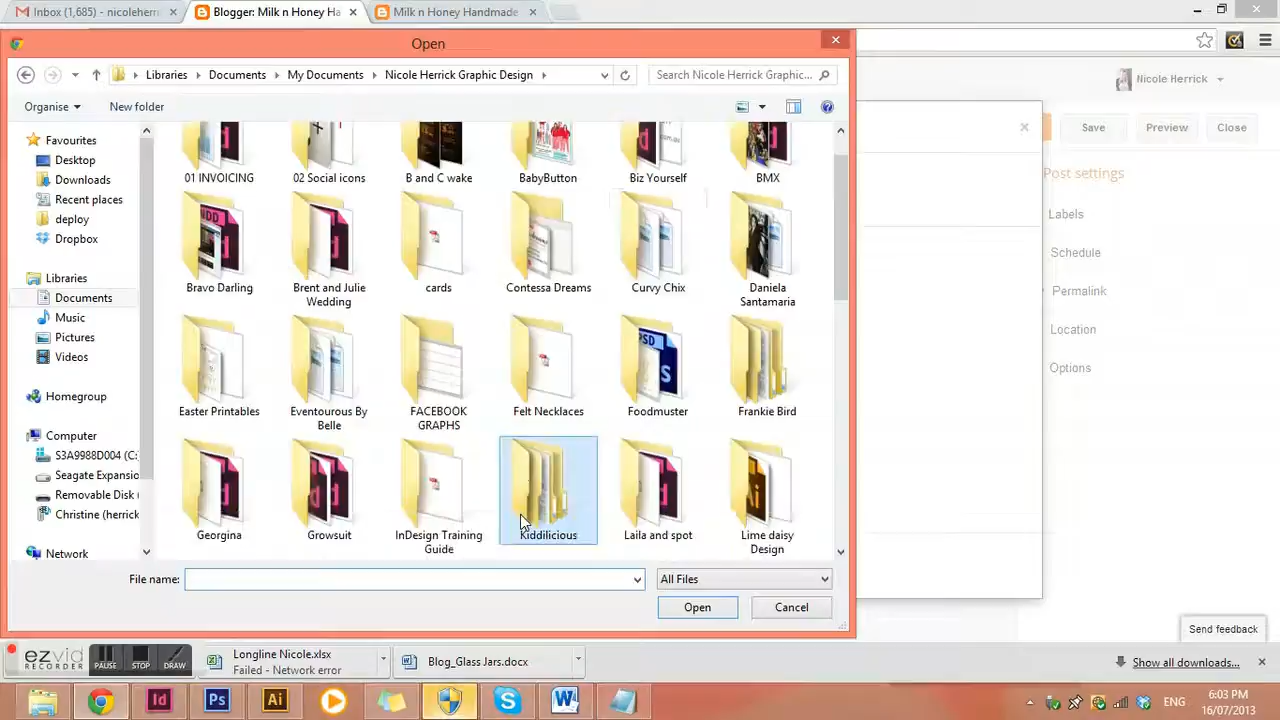 Inbox (1,685) - nicoleherri
Blogger: Milk n Honey Ha
Milk n Honey Handmade
Open
Libraries
Documents
My Documents
Nicole Herrick Graphic Design
Search Nicole Herrick Graphic...
Nicole Herrick
Organise
New folder
Save
Preview
Close
Favourites
Desktop
Downloads
Recent places
deploy
Dropbox
Libraries
Documents
Music
Pictures
Videos
Homegroup
Computer
S3A9988D004 (C:
Seagate Expansio
Removable Disk (
Christine (herrick
Network
01 INVOICING
02 Social icons
B and C wake
BabyButton
Biz Yourself
BMX
Bravo Darling
Brent and Julie
Wedding
cards
Contessa Dreams
Curvy Chix
Daniela
Santamaria
Easter Printables
Eventourous By
Belle
FACEBOOK
GRAPHS
Felt Necklaces
Foodmuster
Frankie Bird
Georgina
Growsuit
InDesign Training
Guide
Kiddilicious
Laila and spot
Lime daisy
Design
Post settings
Labels
Schedule
Permalink
Location
Options
File name:
All Files
Open
Cancel
Send feedback
ezvid
RECORDER
PAUSE
STOP
DRAW
Longline Nicole.xlsx
Failed - Network error
Blog_Glass Jars.docx
Show all downloads...
Id
Ps
Ai
ENG
6:03 PM
16/07/2013